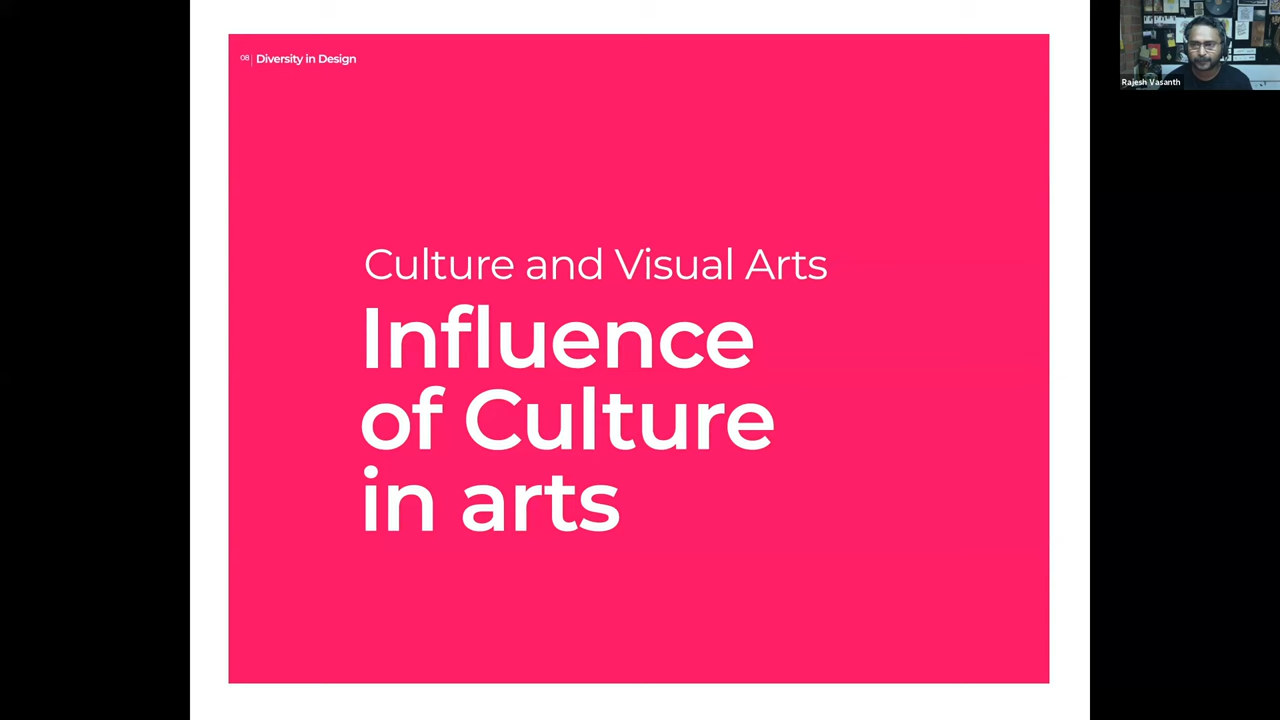 08| Diversity in Design
Rajesh Vasanth
Culture and Visual Arts
Influence
of Culture
in arts